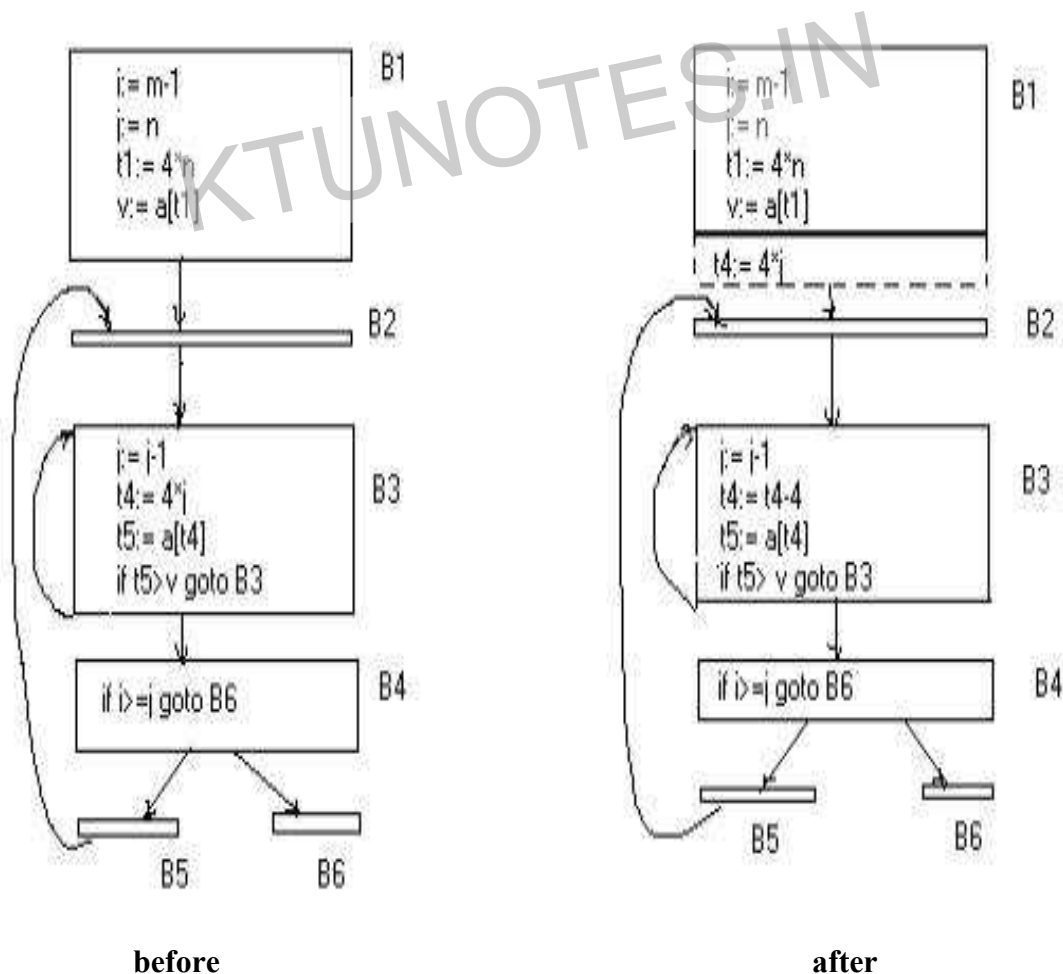 B1
i:= m-1
j:= n
t1:= 4*n
v:= a[t1]
B2
B3
j:= j-1
t4:= 4*j
t5:= a[t4]
if t5>v goto B3
B4
if i>=j goto B6
B5
B6
before
KTUNOTES.IN
B1
i:= m-1
j:= n
t1:= 4*n
v:= a[t1]
t4:= 4*j
B2
B3
j:= j-1
t4:= t4-4
t5:= a[t4]
if t5> v goto B3
B4
if i>=j goto B6
B5
B6
after